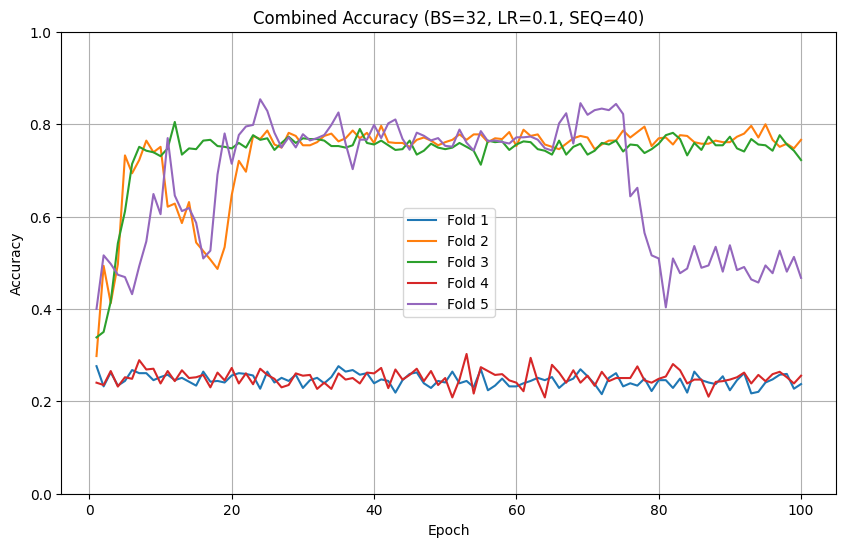 Combined Accuracy (BS=32, LR=0.1, SEQ=40)
1.0
0.8
0.6
0.4
0.2
0.0
Accuracy
Fold 1
Fold 2
Fold 3
Fold 4
Fold 5
0 20 40 60 80 100
Epoch